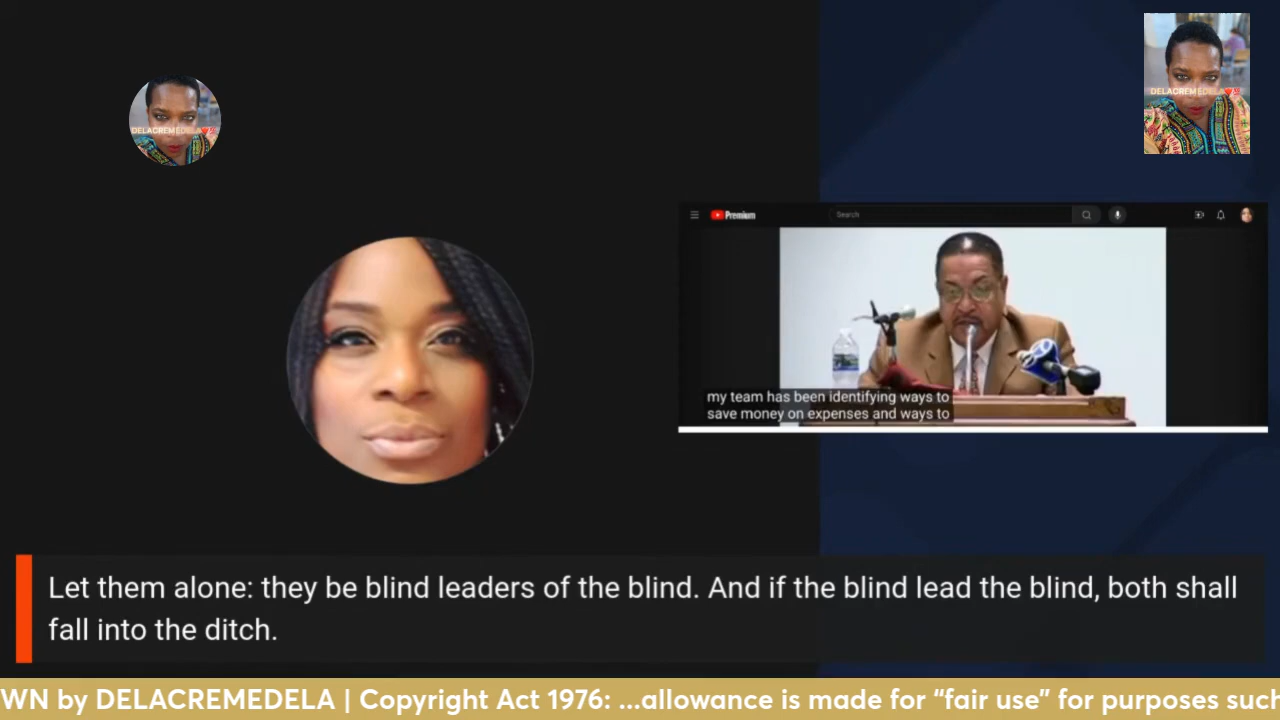 DELACREMEDELA
DELACREMEDELA
Premium
Search
my team has been identifying ways to
save money on expenses and ways to
Let them alone: they be blind leaders of the blind. And if the blind lead the blind, both shall
fall into the ditch.
WN by DELACREMEDELA | Copyright Act 1976: ...allowance is made for “fair use” for purposes such